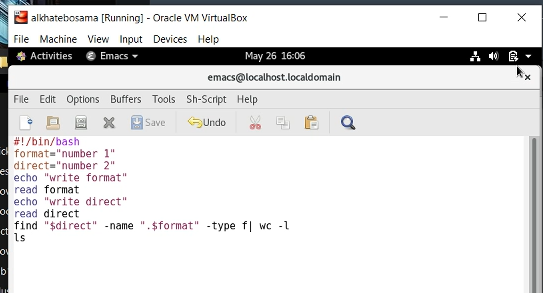 alkhatebosama [Running] - Oracle VM VirtualBox
File Machine View Input Devices Help
Activities Emacs May 26 16:06
emacs@localhost.localdomain
File Edit Options Buffers Tools Sh-Script Help
Save Undo
#!/bin/bash
format="number 1"
direct="number 2"
echo "write format"
read format
echo "write direct"
read direct
find "$direct" -name ".$format" -type f| wc -l
ls